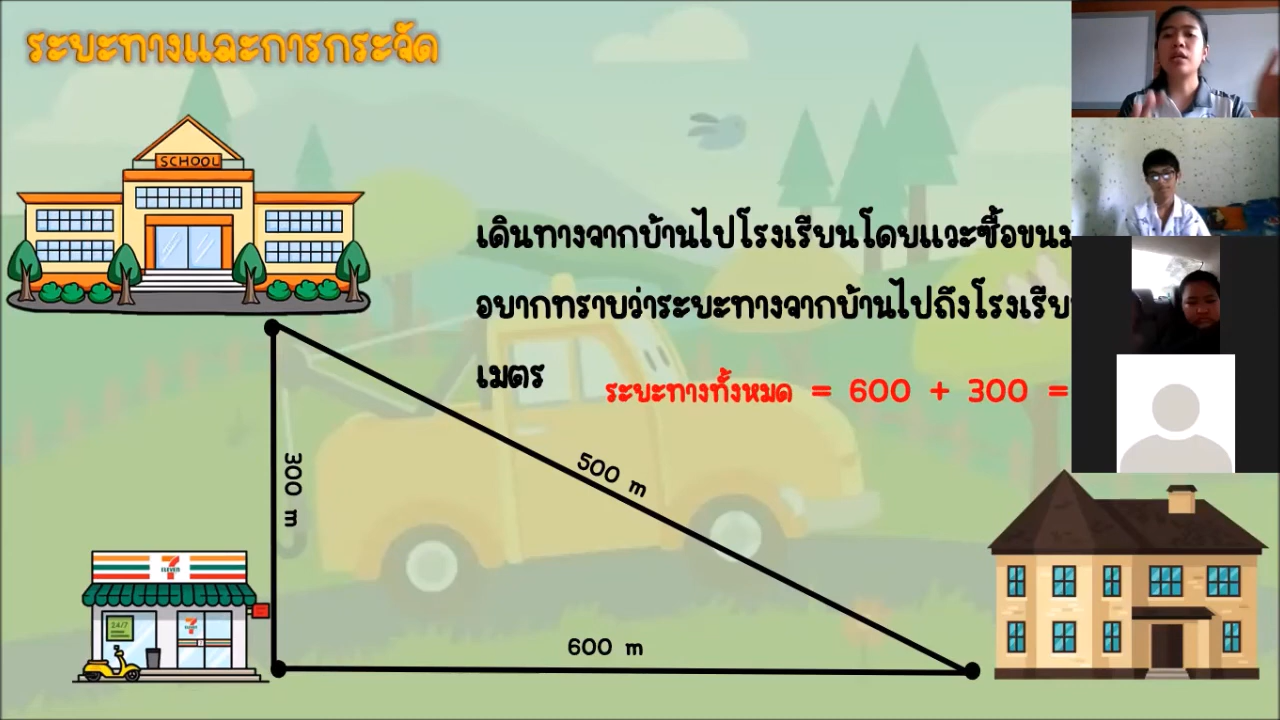 ระยะทางและการกระจัด
SCHOOL
เดินทางจากบ้านไปโรงเรียนโดยแวะซื้อขนม
อยากทราบว่าระยะทางจากบ้านไปถึงโรงเรีย
เมตร
ระยะทางทั้งหมด = 600 + 300 =
500 m
300 m
7 ELEVEN
24/7
600 m